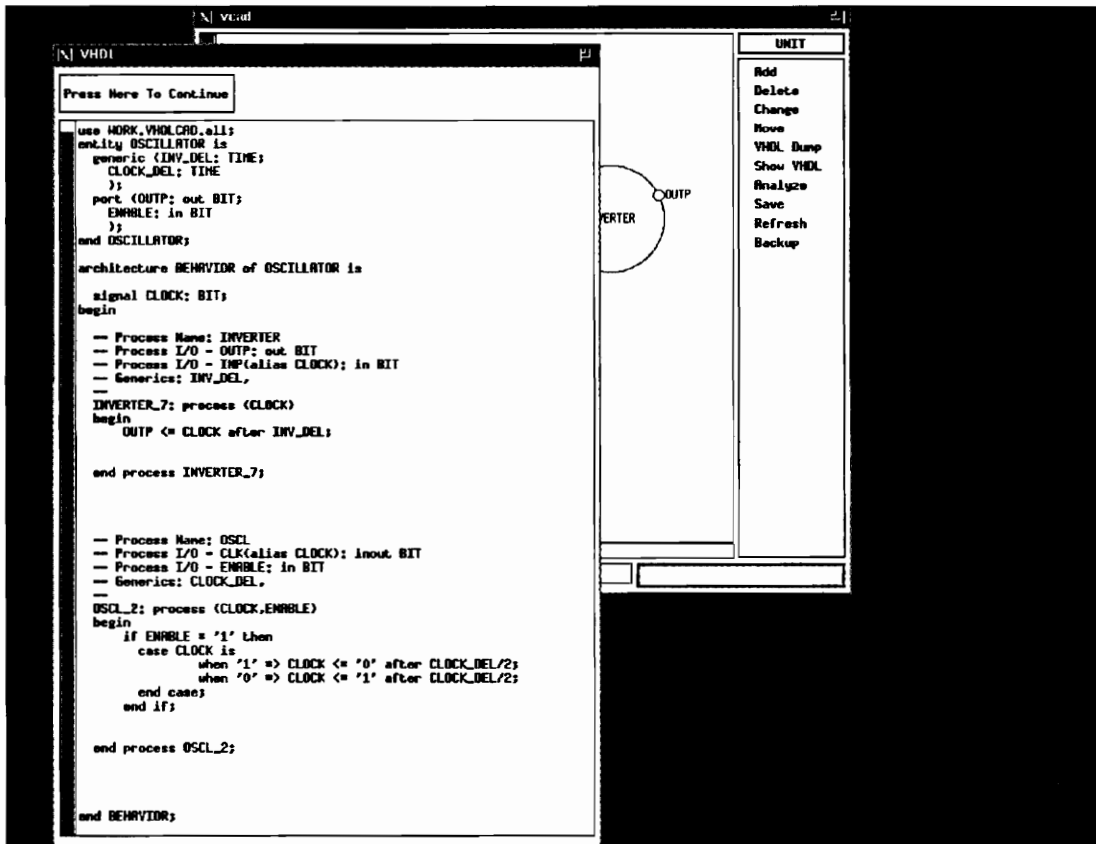 vcad
UNIT
VHDL
Press Here To Continue
Add
Delete
Change
Move
VHDL Dump
Show VHDL
Analyze
Save
Refresh
Backup
OUTP
VERTER
use WORK.VHDLCAD.all;
entity OSCILLATOR is
generic (INV_DEL: TIME;
CLOCK_DEL: TIME
);
port (OUTP: out BIT;
ENABLE: in BIT
);
end OSCILLATOR;
architecture BEHAVIOR of OSCILLATOR is
signal CLOCK: BIT;
begin
-- Process Name: INVERTER
-- Process I/O - OUTP: out BIT
-- Process I/O - INP(alias CLOCK): in BIT
-- Generics: INV_DEL,
--
INVERTER_7: process (CLOCK)
begin
OUTP <= CLOCK after INV_DEL;
end process INVERTER_7;
-- Process Name: OSCL
-- Process I/O - CLK(alias CLOCK): inout BIT
-- Process I/O - ENABLE: in BIT
-- Generics: CLOCK_DEL,
--
OSCL_2: process (CLOCK,ENABLE)
begin
if ENABLE = '1' then
case CLOCK is
when '1' => CLOCK <= '0' after CLOCK_DEL/2;
when '0' => CLOCK <= '1' after CLOCK_DEL/2;
end case;
end if;
end process OSCL_2;
end BEHAVIOR;